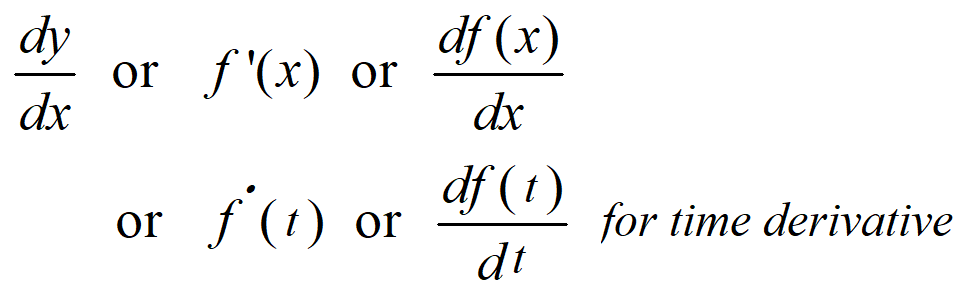 dy/dx or f '(x) or df(x)/dx
or ḟ(t) or df(t)/dt for time derivative